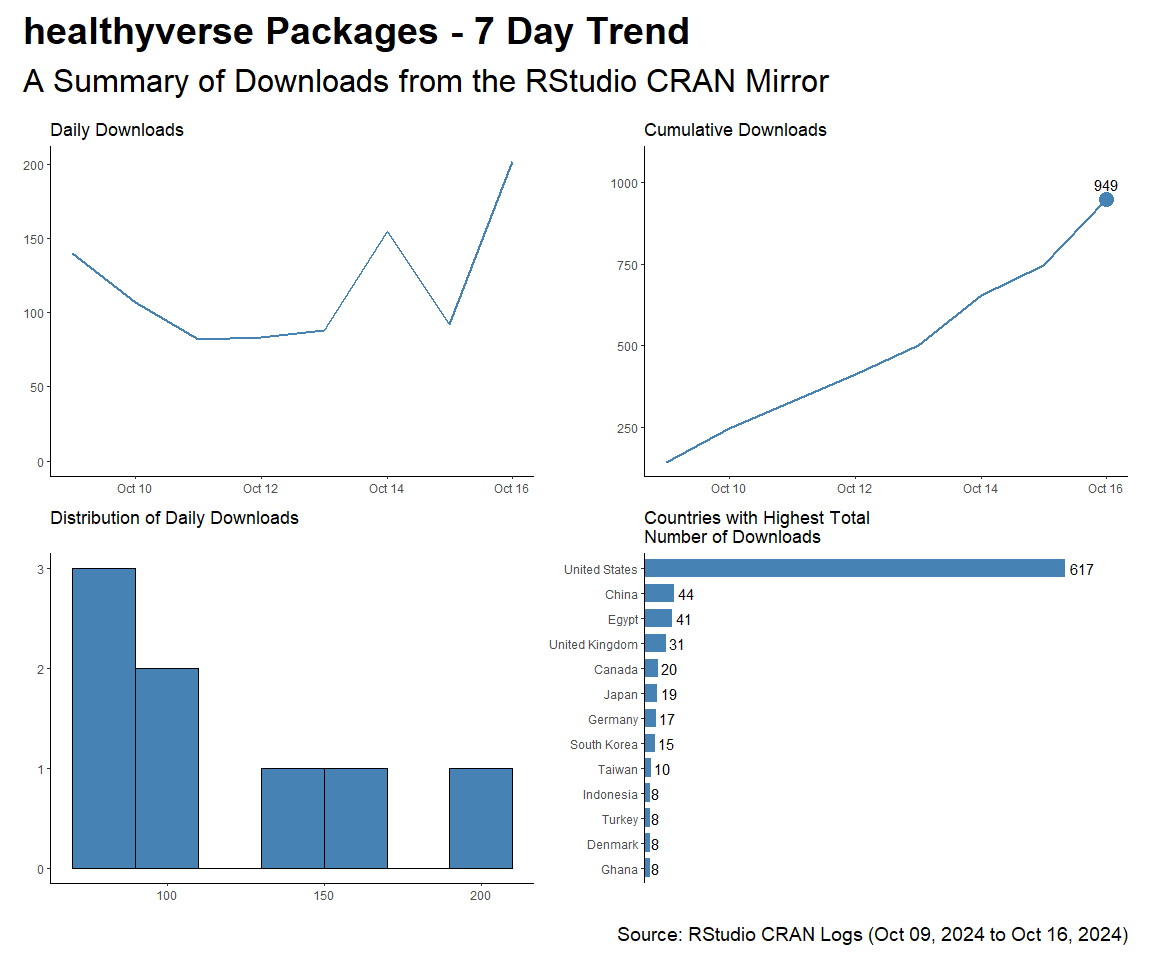 healthyverse Packages - 7 Day Trend
A Summary of Downloads from the RStudio CRAN Mirror
Daily Downloads
200
150
100
50
0
Oct 10 Oct 12 Oct 14 Oct 16
Cumulative Downloads
1000
750
500
250
949
Oct 10 Oct 12 Oct 14 Oct 16
Distribution of Daily Downloads
3
2
1
0
100 150 200
Countries with Highest Total
Number of Downloads
United States 617
China 44
Egypt 41
United Kingdom 31
Canada 20
Japan 19
Germany 17
South Korea 15
Taiwan 10
Indonesia 8
Turkey 8
Denmark 8
Ghana 8
Source: RStudio CRAN Logs (Oct 09, 2024 to Oct 16, 2024)